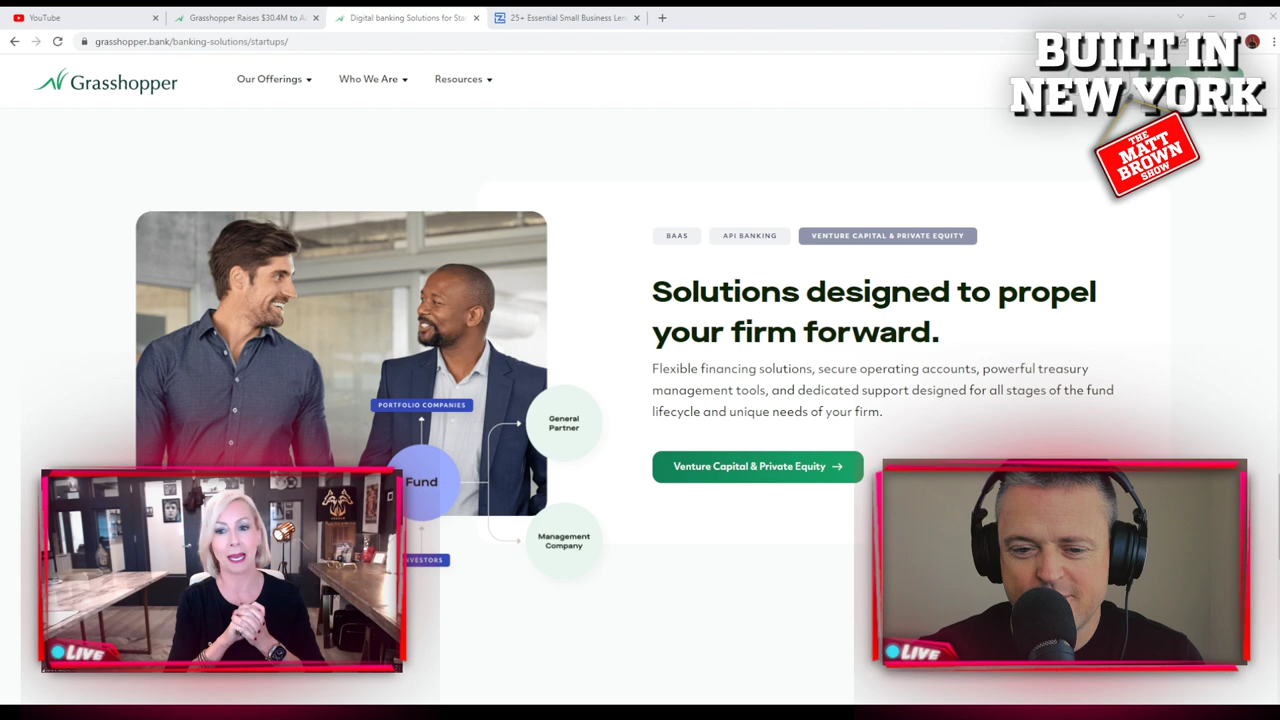 YouTube
Grasshopper Raises $30.4M to A
Digital banking Solutions for Sta
25+ Essential Small Business Len
grasshopper.bank/banking-solutions/startups/
BUILT IN
NEW YORK
THE
MATT
BROWN
SHOW
Grasshopper
Our Offerings
Who We Are
Resources
BAAS
API BANKING
VENTURE CAPITAL & PRIVATE EQUITY
Solutions designed to propel
your firm forward.
Flexible financing solutions, secure operating accounts, powerful treasury
management tools, and dedicated support designed for all stages of the fund
lifecycle and unique needs of your firm.
Venture Capital & Private Equity
PORTFOLIO COMPANIES
General
Partner
Fund
Management
Company
NVESTORS
LIVE
LIVE